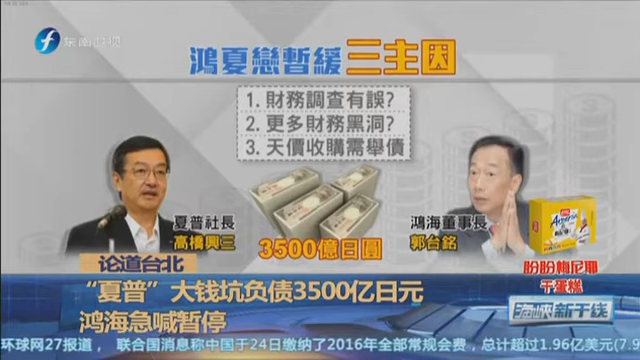 东南卫视
鴻夏戀暫緩三主因
1. 財務調查有誤?
2. 更多財務黑洞?
3. 天價收購需舉債
夏普社長
高橋興三
3500億日圓
鴻海董事長
郭台銘
盼盼梅尼耶
干蛋糕
论道台北
“夏普”大钱坑负债3500亿日元
鸿海急喊暂停
海峡新干线
环球网27报道，联合国消息称中国于24日缴纳了2016年全部常规会费，总计超过1.96亿美元(7.5